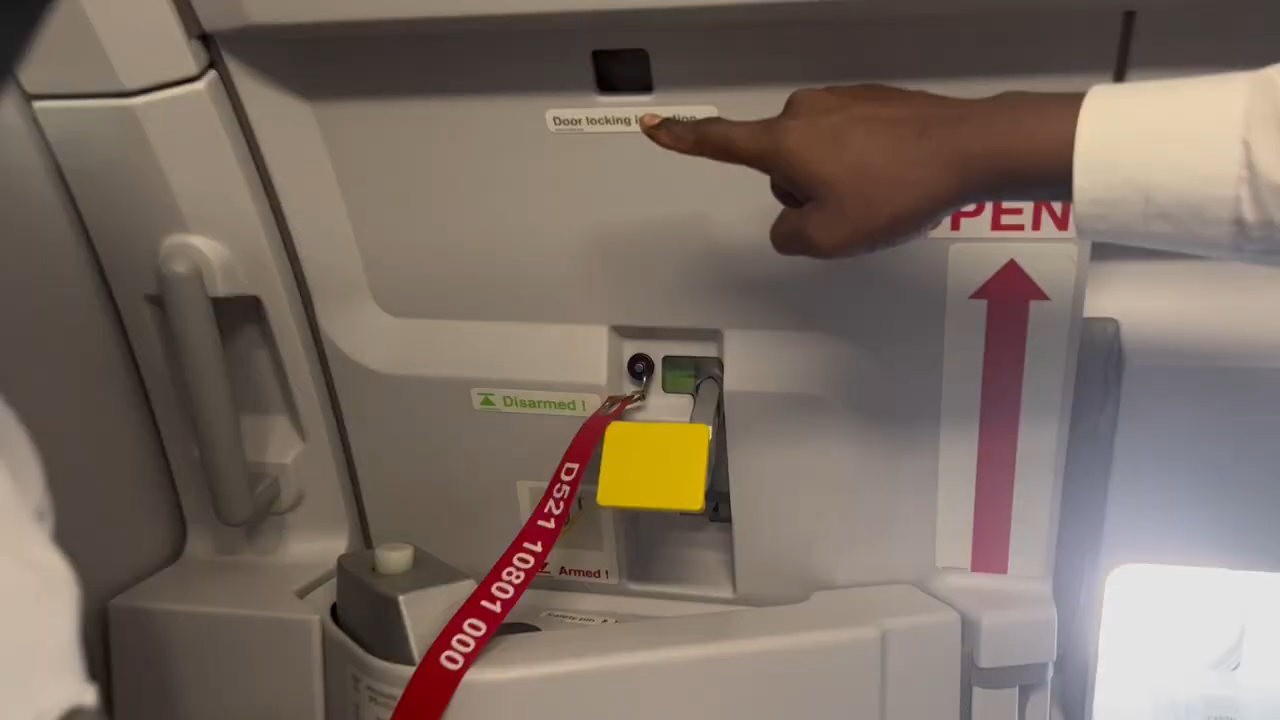 Door locking
OPEN
Disarmed !
D521 10801 000
Armed !